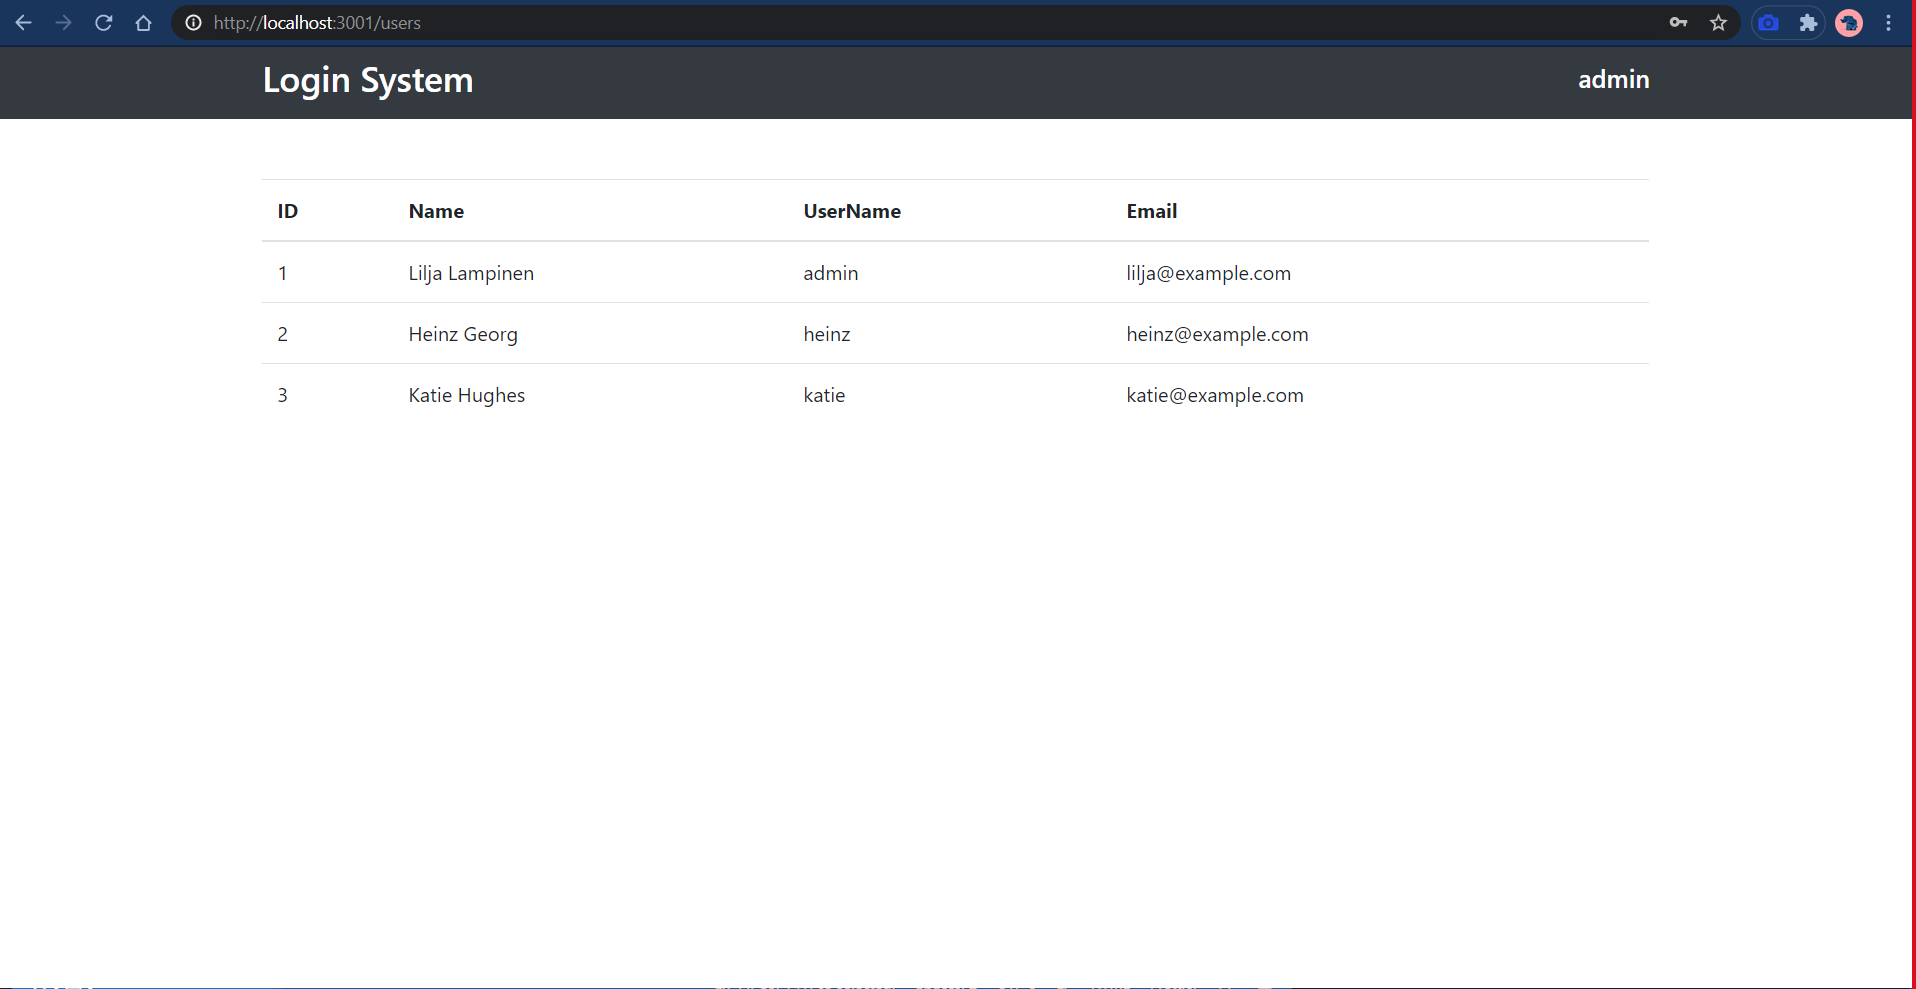 http://localhost:3001/users
Login System admin
ID Name UserName Email
1 Lilja Lampinen admin lilja@example.com
2 Heinz Georg heinz heinz@example.com
3 Katie Hughes katie katie@example.com